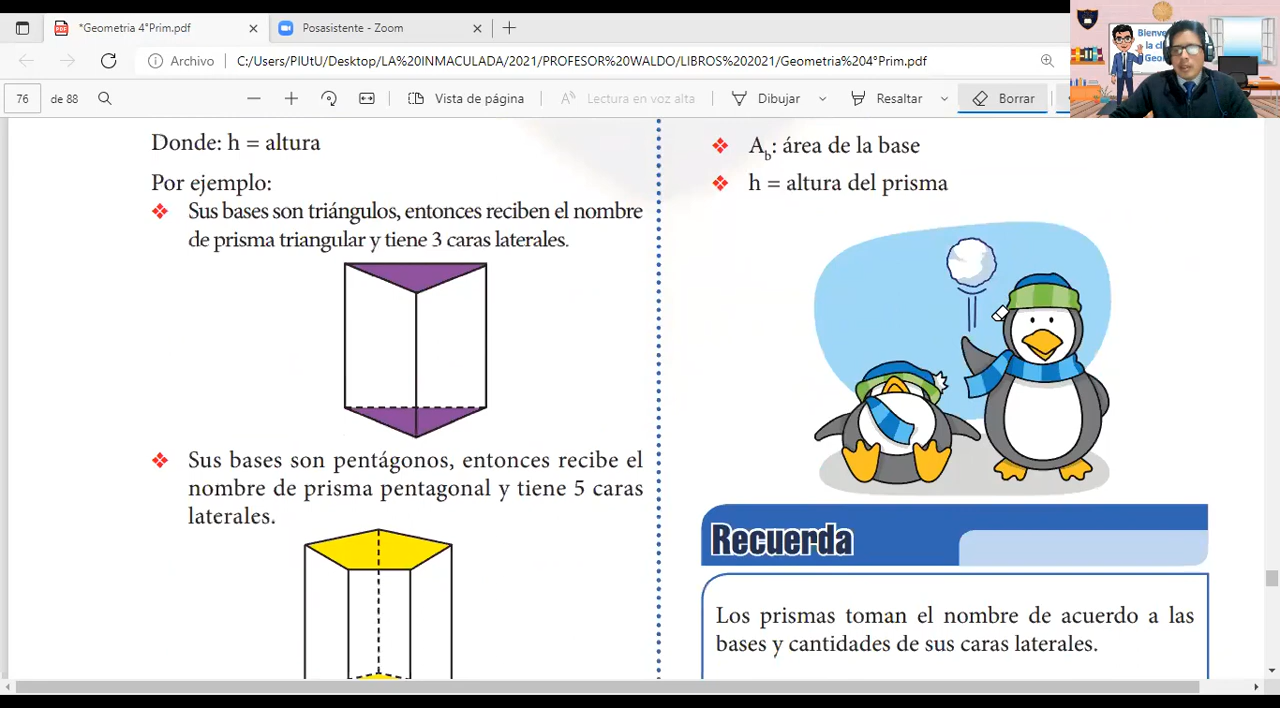 *Geometria 4°Prim.pdf
Posasistente - Zoom
Archivo
C:/Users/PIUtU/Desktop/LA%20INMACULADA/2021/PROFESOR%20WALDO/LIBROS%202021/Geometria%204°Prim.pdf
76 de 88
Vista de página
Lectura en voz alta
Dibujar
Resaltar
Borrar
Bienve
la cl
Geo
Donde: h = altura
Por ejemplo:
Sus bases son triángulos, entonces reciben el nombre
de prisma triangular y tiene 3 caras laterales.
Sus bases son pentágonos, entonces recibe el
nombre de prisma pentagonal y tiene 5 caras
laterales.
Ab: área de la base
h = altura del prisma
Recuerda
Los prismas toman el nombre de acuerdo a las
bases y cantidades de sus caras laterales.